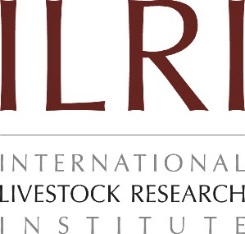 ILRI
INTERNATIONAL
LIVESTOCK RESEARCH
INSTITUTE